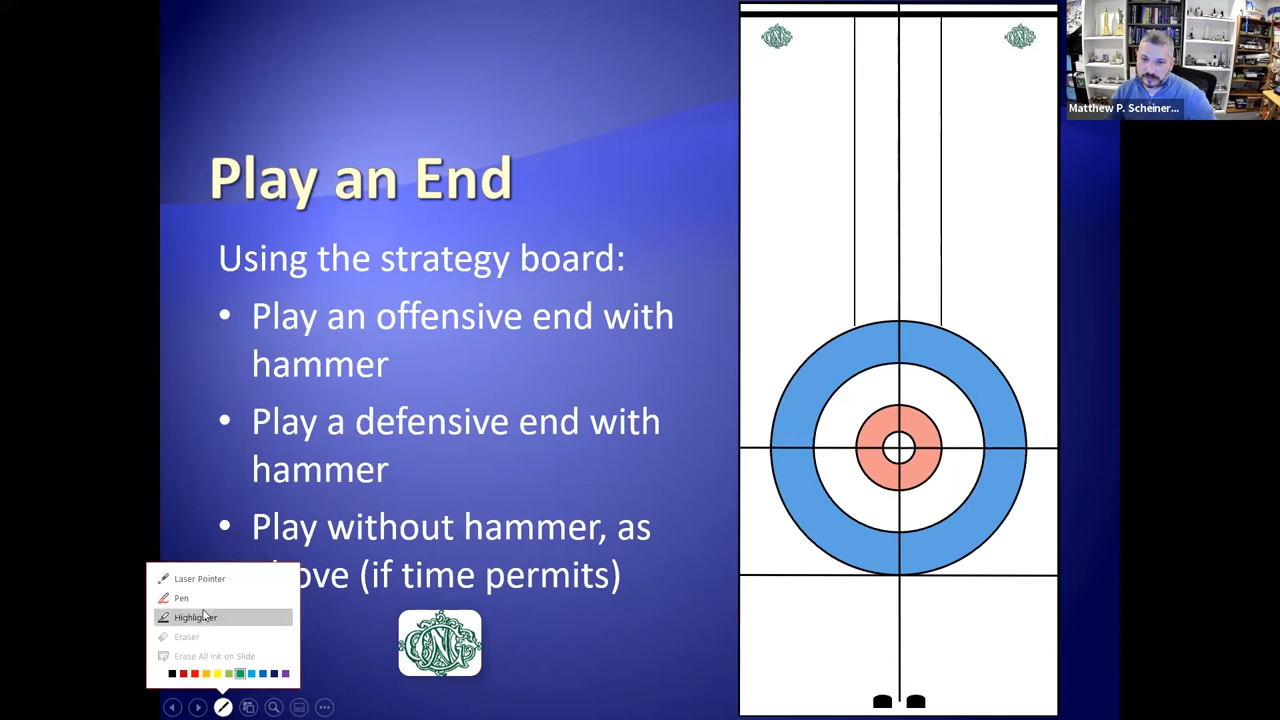 Play an End
Using the strategy board:
• Play an offensive end with
hammer
• Play a defensive end with
hammer
• Play without hammer, as
(if time permits)
Laser Pointer
Pen
Highlighter
Eraser
Erase All Ink on Slide
Matthew P. Scheiner...